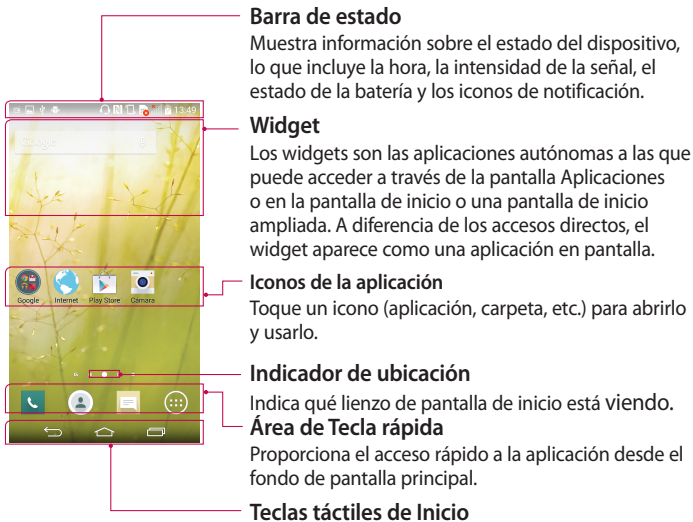 Barra de estado
Muestra información sobre el estado del dispositivo,
lo que incluye la hora, la intensidad de la señal, el
estado de la batería y los iconos de notificación.
13:49
Google
Widget
Los widgets son las aplicaciones autónomas a las que
puede acceder a través de la pantalla Aplicaciones
o en la pantalla de inicio o una pantalla de inicio
ampliada. A diferencia de los accesos directos, el
widget aparece como una aplicación en pantalla.
Google Internet Play Store Cámara
Iconos de la aplicación
Toque un icono (aplicación, carpeta, etc.) para abrirlo
y usarlo.
Indicador de ubicación
Indica qué lienzo de pantalla de inicio está viendo.
Área de Tecla rápida
Proporciona el acceso rápido a la aplicación desde el
fondo de pantalla principal.
Teclas táctiles de Inicio